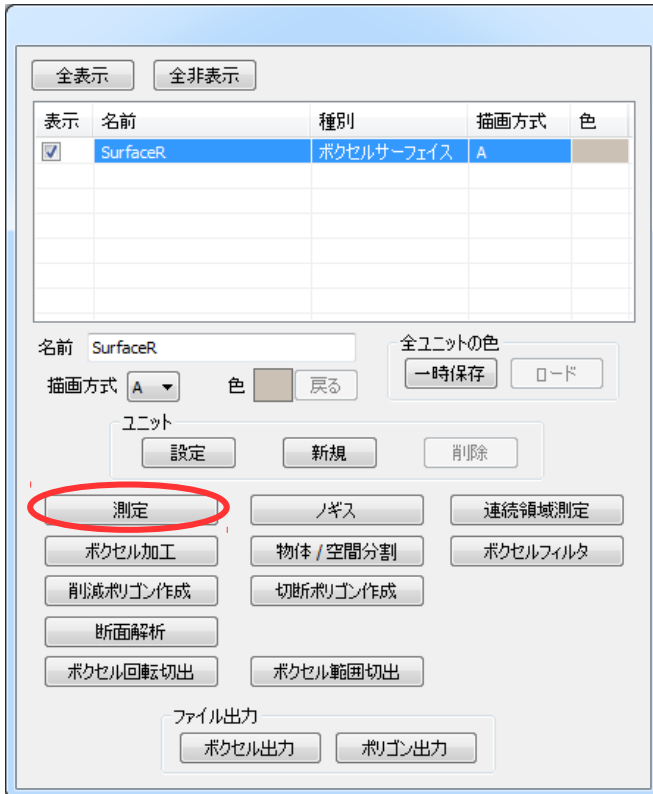 全表示 全非表示
表示 名前 種別 描画方式 色
SurfaceR ボクセルサーフェイス A
名前 SurfaceR 全ユニットの色
描画方式 A 色 戻る 一時保存 ロード
ユニット
設定 新規 削除
測定 ノギス 連続領域測定
ボクセル加工 物体 / 空間分割 ボクセルフィルタ
削減ポリゴン作成 切断ポリゴン作成
断面解析
ボクセル回転切出 ボクセル範囲切出
ファイル出力
ボクセル出力 ポリゴン出力